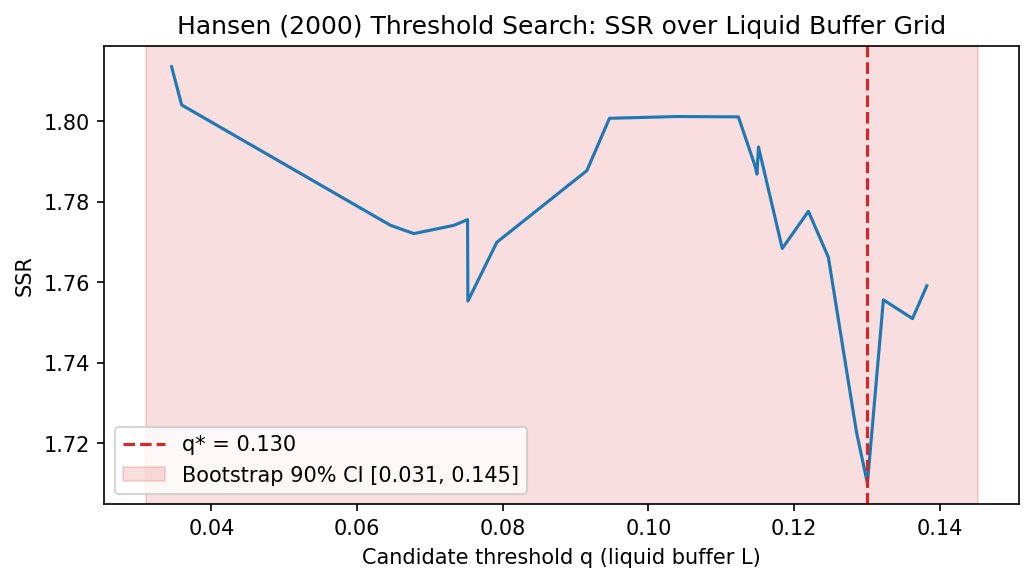 Hansen (2000) Threshold Search: SSR over Liquid Buffer Grid
SSR
1.80
1.78
1.76
1.74
1.72
q* = 0.130
Bootstrap 90% CI [0.031, 0.145]
0.04 0.06 0.08 0.10 0.12 0.14
Candidate threshold q (liquid buffer L)